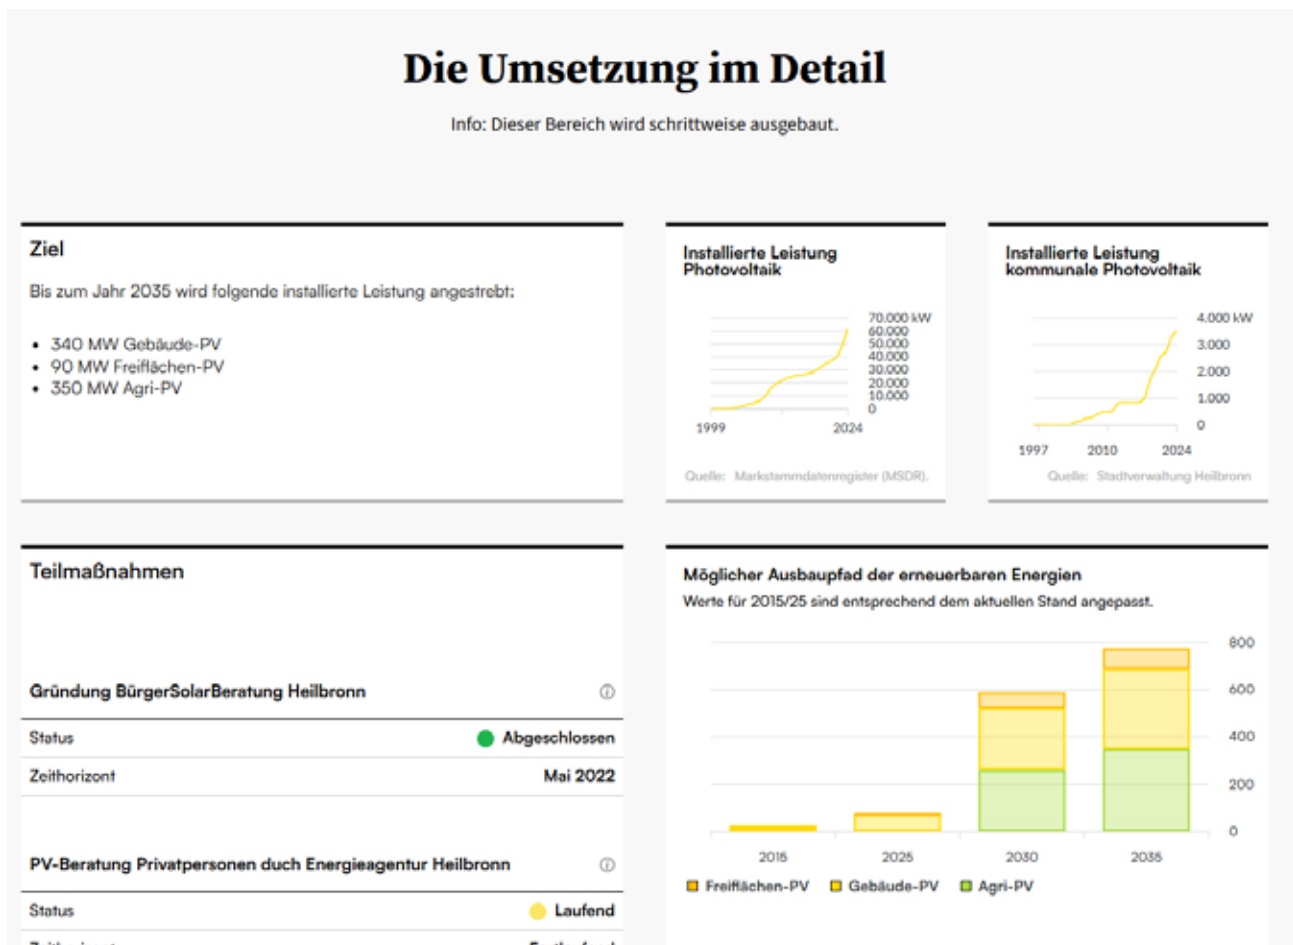 Die Umsetzung im Detail
Info: Dieser Bereich wird schrittweise ausgebaut.
Ziel
Bis zum Jahr 2035 wird folgende installierte Leistung angestrebt:
• 340 MW Gebäude-PV
• 90 MW Freiflächen-PV
• 350 MW Agri-PV
Installierte Leistung
Photovoltaik
70.000 kW
60.000
50.000
40.000
30.000
20.000
10.000
0
1999 2024
Quelle: Markstammdatenregister (MSDR).
Installierte Leistung
kommunale Photovoltaik
4.000 kW
3.000
2.000
1.000
0
1997 2010 2024
Quelle: Stadtverwaltung Heilbronn
Teilmaßnahmen
Gründung BürgerSolarBeratung Heilbronn
Status Abgeschlossen
Zeithorizont Mai 2022
PV-Beratung Privatpersonen duch Energieagentur Heilbronn
Status Laufend
Möglicher Ausbaupfad der erneuerbaren Energien
Werte für 2015/25 sind entsprechend dem aktuellen Stand angepasst.
800
600
400
200
0
2015 2025 2030 2035
Freiflächen-PV Gebäude-PV Agri-PV